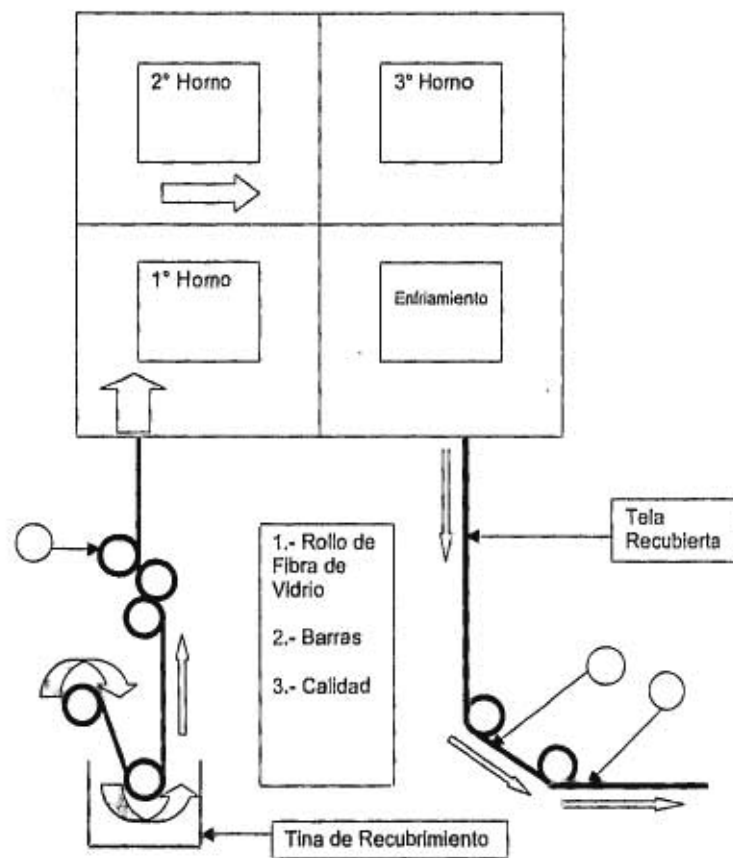 2° Horno
3° Horno
1° Horno
Enfriamiento
1.- Rollo de
Fibra de
Vidrio
2.- Barras
3.- Calidad
Tela
Recubierta
Tina de Recubrimiento